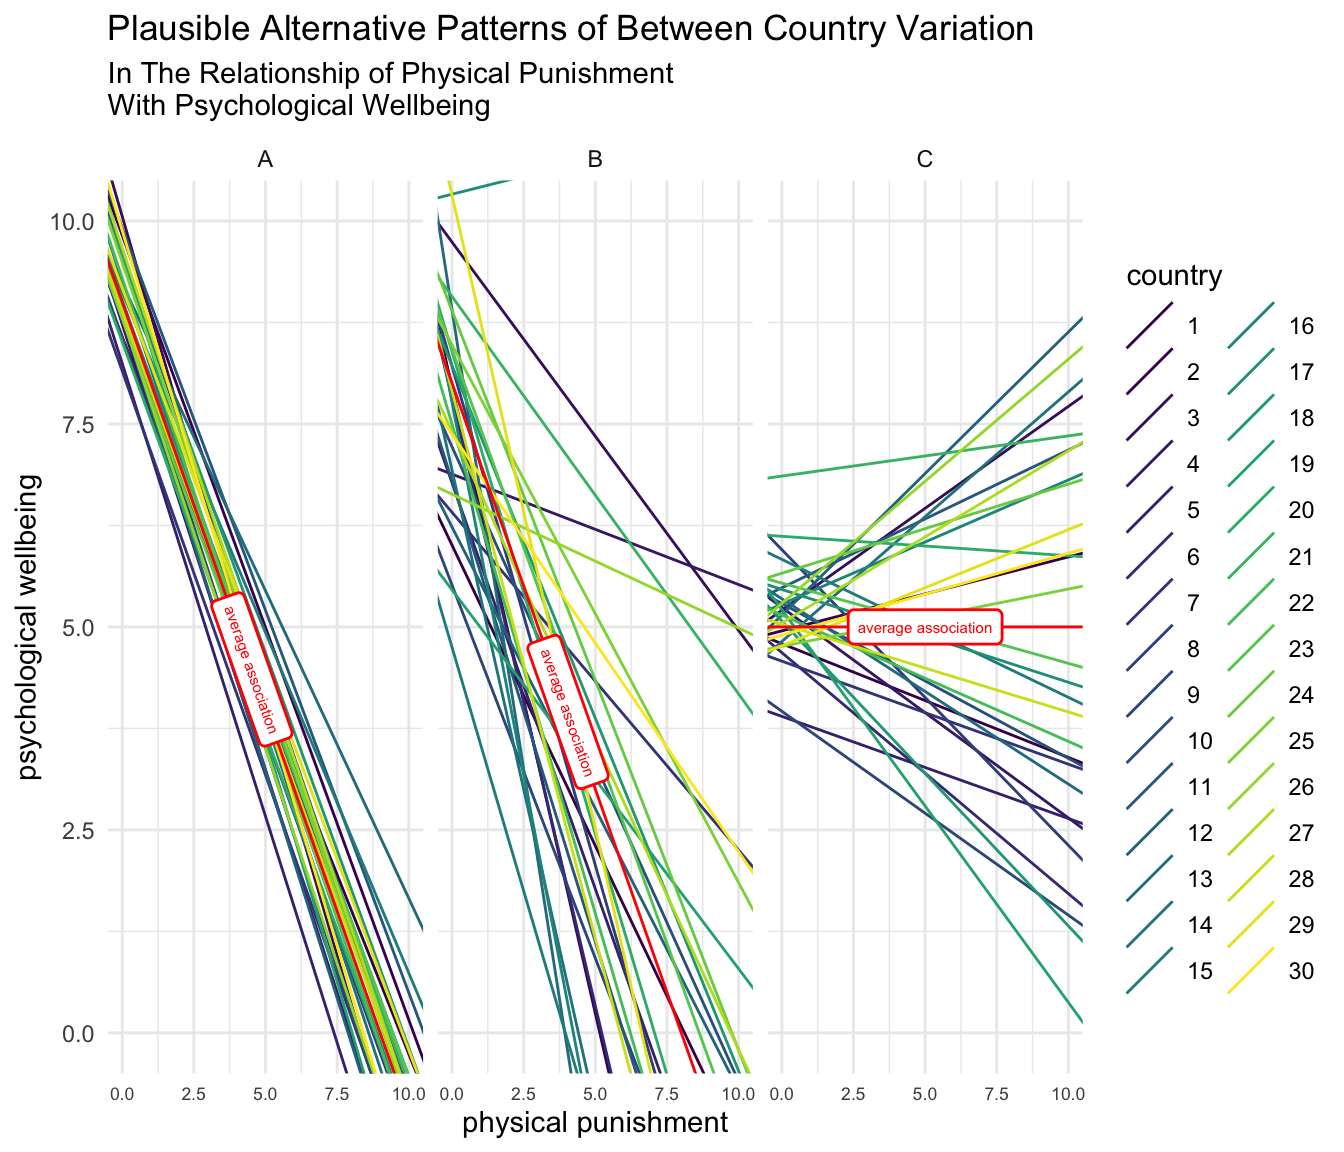 Plausible Alternative Patterns of Between Country Variation
In The Relationship of Physical Punishment
With Psychological Wellbeing
A
B
C
psychological wellbeing
10.0
7.5
5.0
2.5
0.0
average association
average association
average association
0.0 2.5 5.0 7.5 10.0
0.0 2.5 5.0 7.5 10.0
0.0 2.5 5.0 7.5 10.0
physical punishment
country
1
2
3
4
5
6
7
8
9
10
11
12
13
14
15
16
17
18
19
20
21
22
23
24
25
26
27
28
29
30